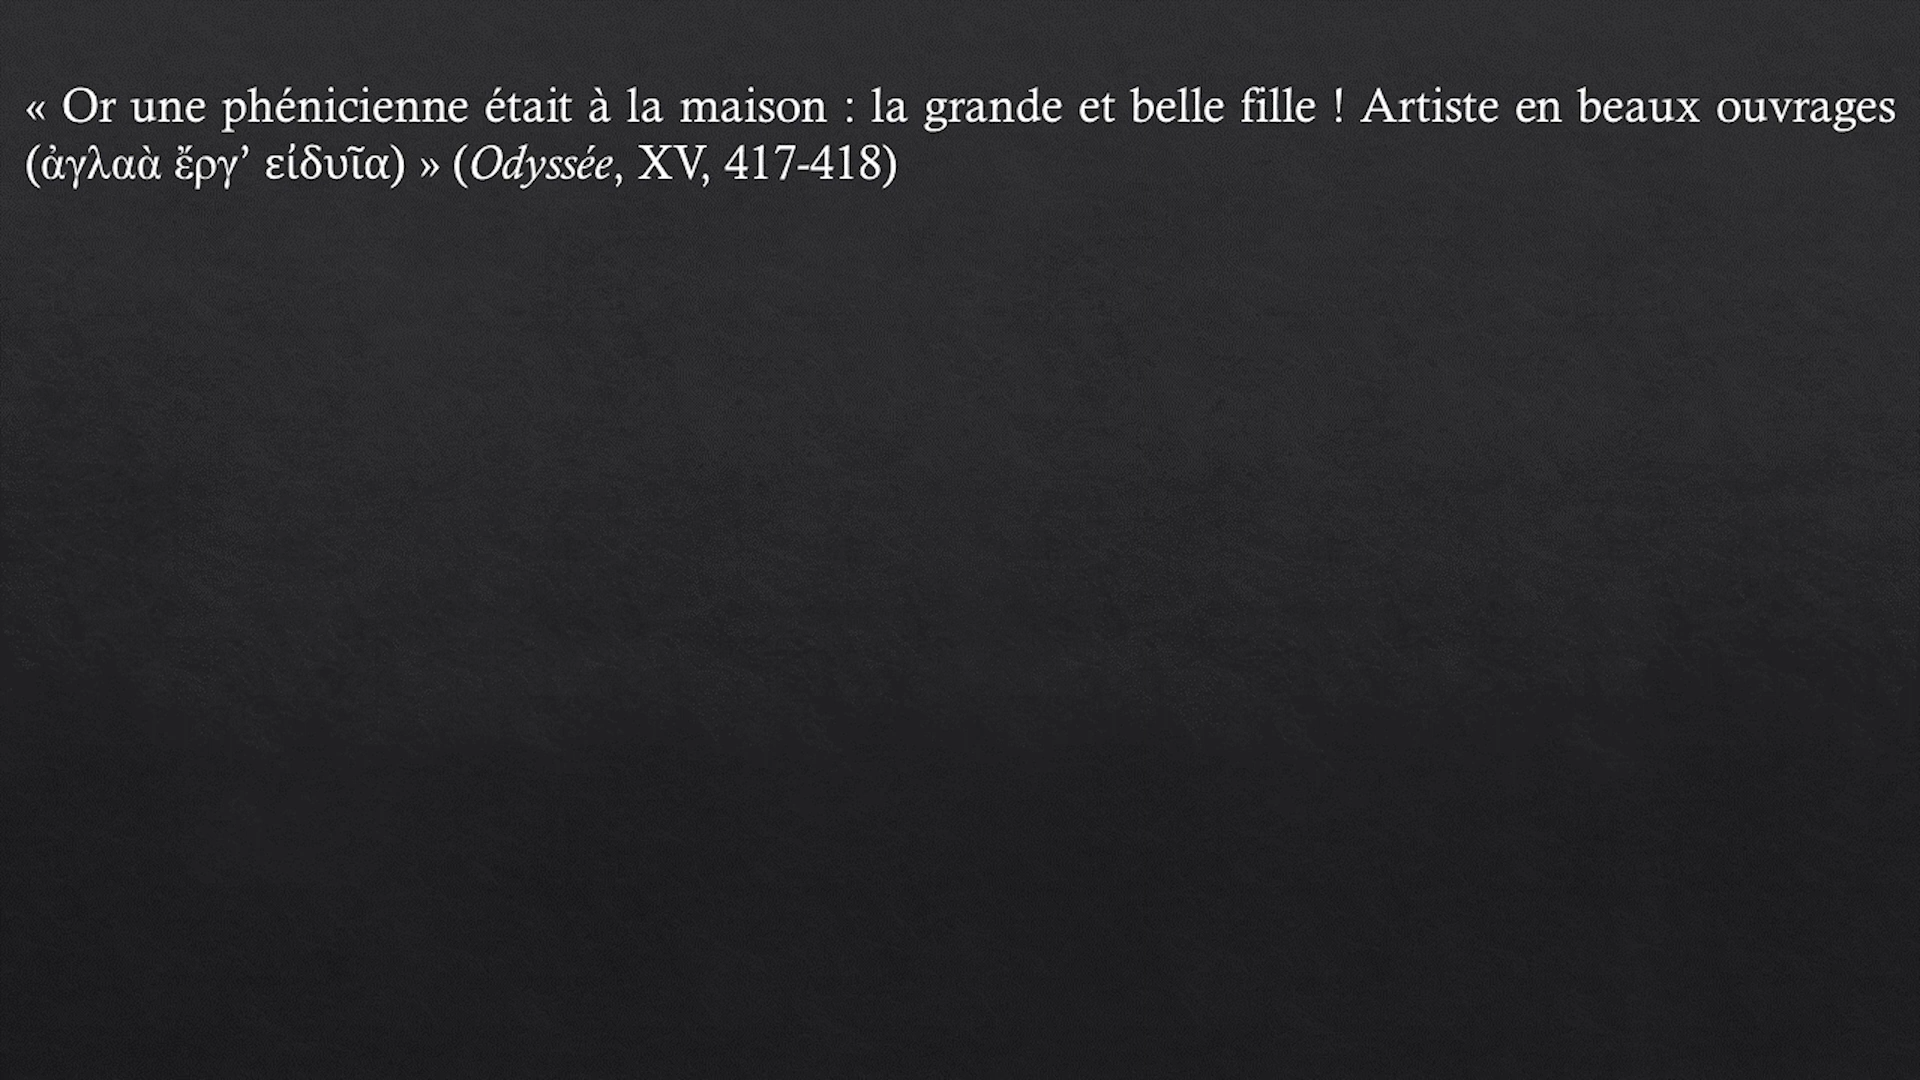 « Or une phénicienne était à la maison : la grande et belle fille ! Artiste en beaux ouvrages
(ἀγλαὰ ἔργ’ εἰδυῖα) » (Odyssée, XV, 417-418)